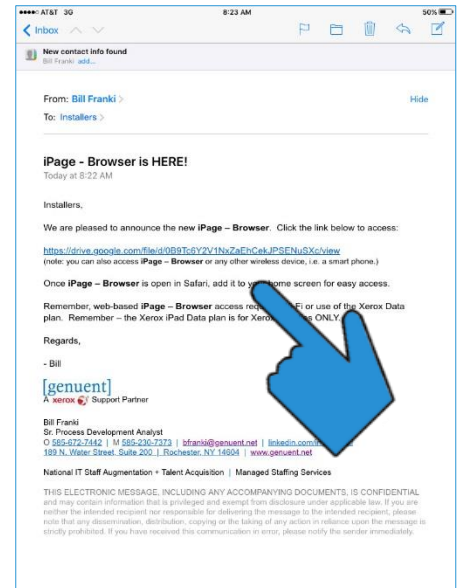 AT&T 3G 8:23 AM 50%
Inbox
New contact info found
Bill Franki add...
From: Bill Franki > Hide
To: Installers >
iPage - Browser is HERE!
Today at 8:22 AM
Installers,
We are pleased to announce the new iPage – Browser. Click the link below to access:
https://drive.google.com/file/d/0B9Tc6Y2V1NxZaEhCekJPSENuSXc/view
(note: you can also access iPage – Browser or any other wireless device, i.e. a smart phone.)
Once iPage – Browser is open in Safari, add it to your home screen for easy access.
Remember, web-based iPage – Browser access Fi or use of the Xerox Data
plan. Remember – the Xerox iPad Data plan is for ONLY.
Regards,
- Bill
[genuent]
A xerox Support Partner
Bill Franki
Sr. Process Development Analyst
O 585-672-7442 | M 585-230-7373 | bfranki@genuent.net | linkedin.com/
189 N. Water Street, Suite 200 | Rochester, NY 14604 | www.genuent.net
National IT Staff Augmentation + Talent Acquisition | Managed Staffing Services
THIS ELECTRONIC MESSAGE, INCLUDING ANY ACCOMPANYING DOCUMENTS, IS CONFIDENTIAL
and may contain information that is privileged and exempt from disclosure under applicable law. If you are
neither the intended recipient nor responsible for delivering the message to the intended recipient, please
note that any dissemination, distribution, copying or the taking of any action in reliance upon the message is
strictly prohibited. If you have received this communication in error, please notify the sender immediately.